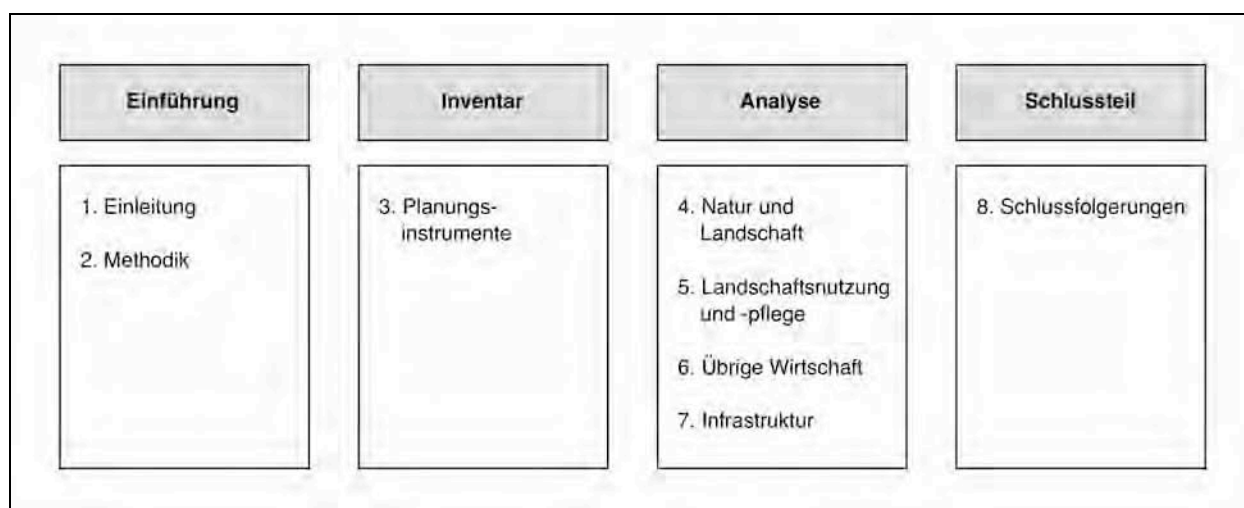 Einführung
Inventar
Analyse
Schlussteil
1. Einleitung
2. Methodik
3. Planungs-
instrumente
4. Natur und
Landschaft
5. Landschaftsnutzung
und -pflege
6. Übrige Wirtschaft
7. Infrastruktur
8. Schlussfolgerungen